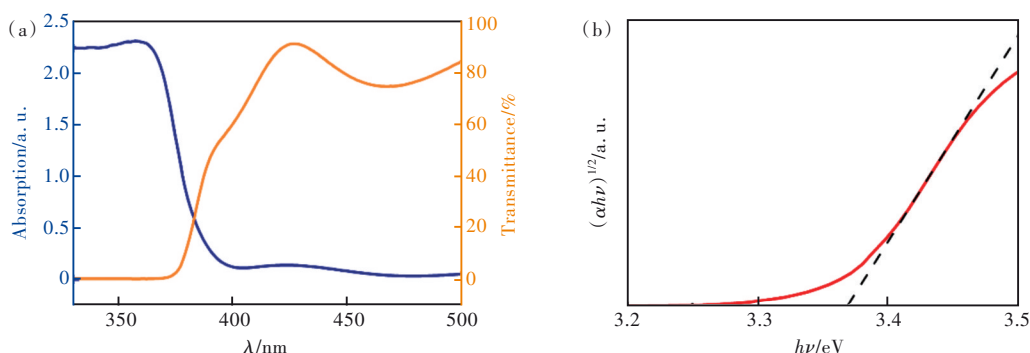 (a)
2.5
2.0
1.5
1.0
0.5
0
Absorption/a. u.
350
400
450
500
λ/nm
100
80
60
40
20
0
Transmittance/%
(b)
(αhν)1/2/a. u.
3.2
3.3
3.4
3.5
hν/eV